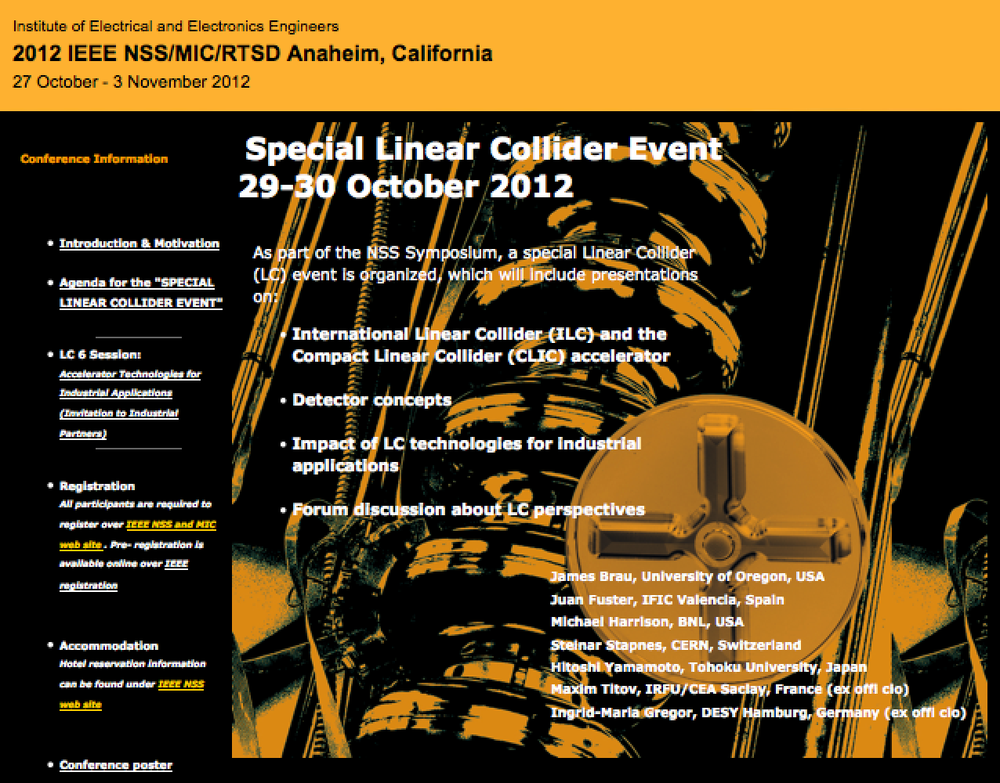 Institute of Electrical and Electronics Engineers
2012 IEEE NSS/MIC/RTSD Anaheim, California
27 October - 3 November 2012
Conference Information
• Introduction & Motivation
• Agenda for the "SPECIAL
LINEAR COLLIDER EVENT"
• LC 6 Session:
Accelerator Technologies for
Industrial Applications
(Invitation to Industrial
Partners)
• Registration
All participants are required to
register over IEEE NSS and MIC
web site . Pre- registration is
available online over IEEE
registration
• Accommodation
Hotel reservation information
can be found under IEEE NSS
web site
• Conference poster
Special Linear Collider Event
29-30 October 2012
As part of the NSS Symposium, a special Linear Collider
(LC) event is organized, which will include presentations
on:
• International Linear Collider (ILC) and the
Compact Linear Collider (CLIC) accelerator
• Detector concepts
• Impact of LC technologies for industrial
applications
• Forum discussion about LC perspectives
James Brau, University of Oregon, USA
Juan Fuster, IFIC Valencia, Spain
Michael Harrison, BNL, USA
Steinar Stapnes, CERN, Switzerland
Hitoshi Yamamoto, Tohoku University, Japan
Maxim Titov, IRFU/CEA Saclay, France (ex offi cio)
Ingrid-Maria Gregor, DESY Hamburg, Germany (ex offi cio)